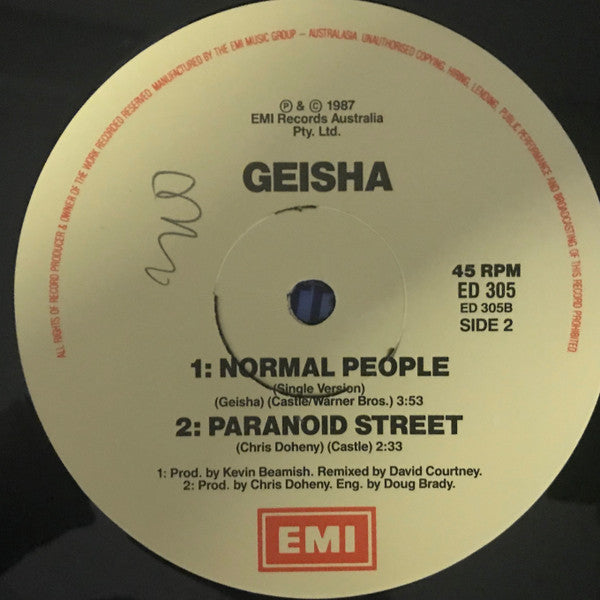 ALL RIGHTS OF RECORD PRODUCER & OWNER OF THE WORK RECORDED RESERVED. MANUFACTURED BY THE EMI MUSIC GROUP – AUSTRALASIA. UNAUTHORISED COPYING, HIRING, LENDING, PUBLIC PERFORMANCE AND BROADCASTING OF THIS RECORD PROHIBITED
Ⓟ & © 1987
EMI Records Australia
Pty. Ltd.
GEISHA
45 RPM
ED 305
ED 305B
SIDE 2
1: NORMAL PEOPLE
(Single Version)
(Geisha) (Castle/Warner Bros.) 3:53
2: PARANOID STREET
(Chris Doheny) (Castle) 2:33
1: Prod. by Kevin Beamish. Remixed by David Courtney.
2: Prod. by Chris Doheny. Eng. by Doug Brady.
EMI